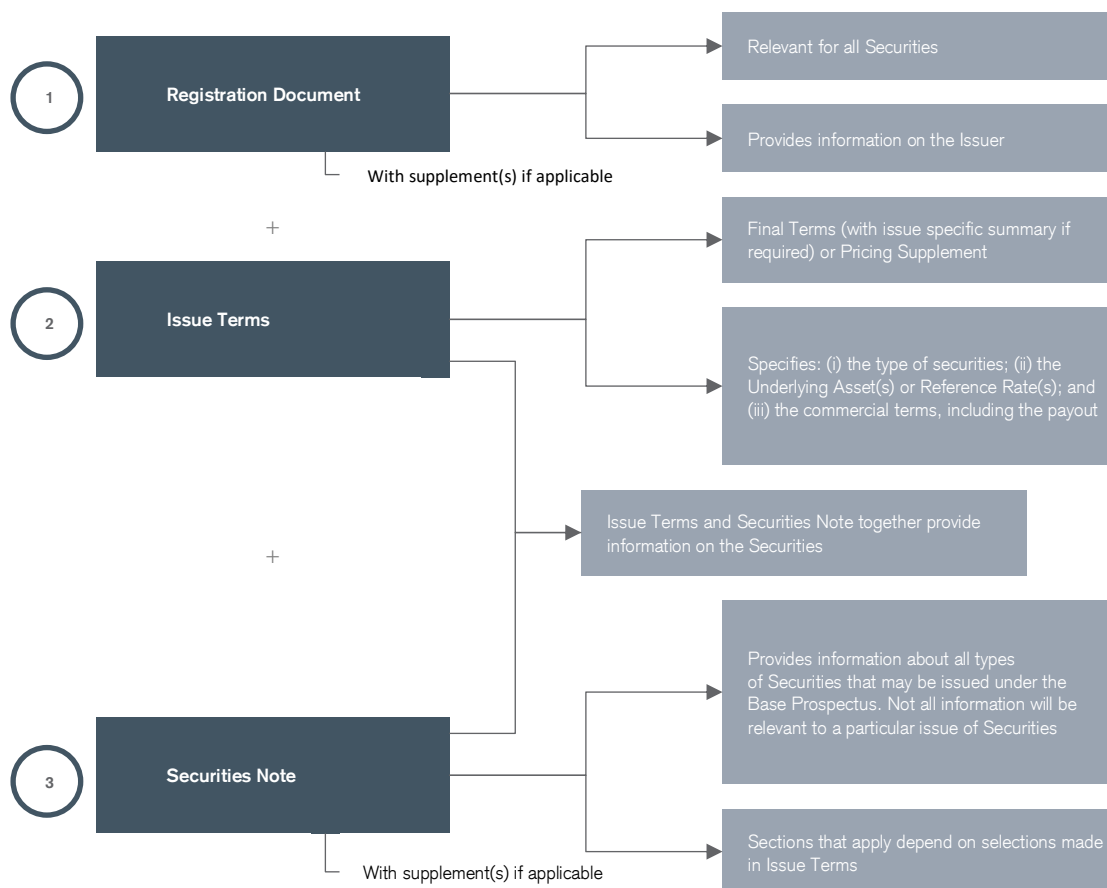 1
Registration Document
Relevant for all Securities
Provides information on the Issuer
With supplement(s) if applicable
+
2
Issue Terms
Final Terms (with issue specific summary if
required) or Pricing Supplement
Specifies: (i) the type of securities; (ii) the
Underlying Asset(s) or Reference Rate(s); and
(iii) the commercial terms, including the payout
Issue Terms and Securities Note together provide
information on the Securities
+
3
Securities Note
Provides information about all types
of Securities that may be issued under the
Base Prospectus. Not all information will be
relevant to a particular issue of Securities
Sections that apply depend on selections made
in Issue Terms
With supplement(s) if applicable